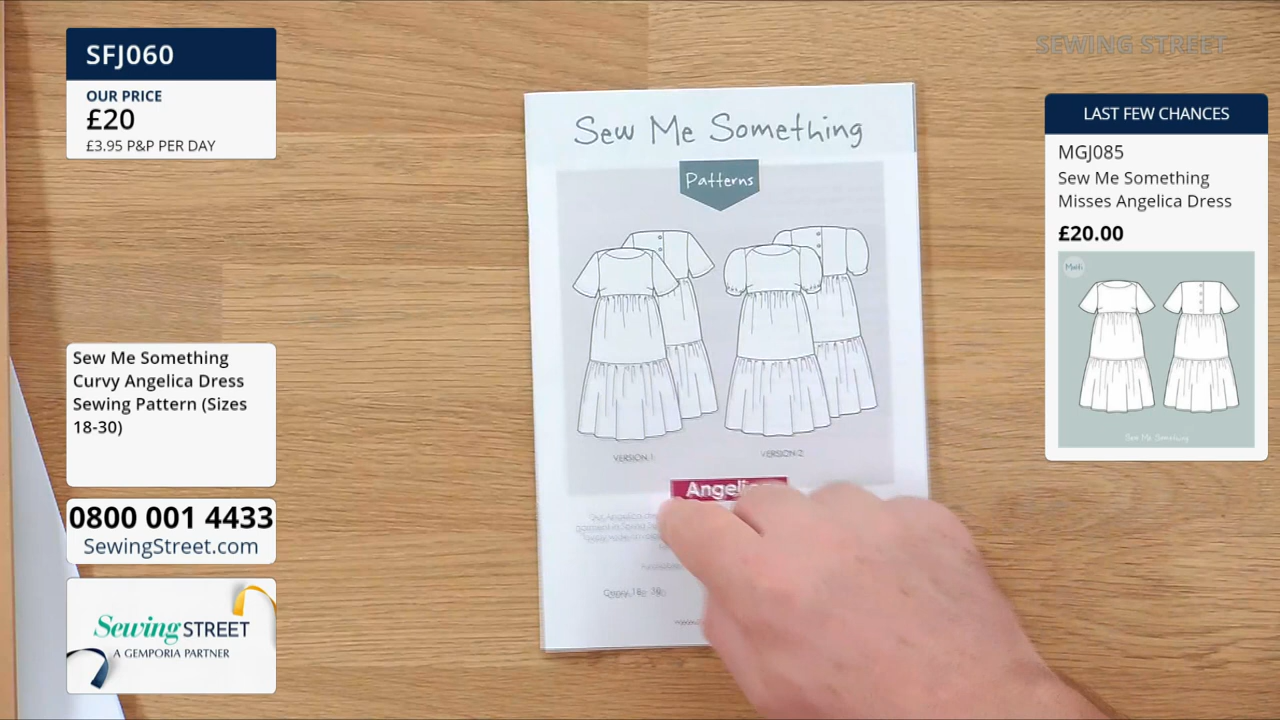 SFJ060
OUR PRICE
£20
£3.95 P&P PER DAY
Sew Me Something
Curvy Angelica Dress
Sewing Pattern (Sizes
18-30)
0800 001 4433
SewingStreet.com
Sewing STREET
A GEMPORIA PARTNER
Sew Me Something
Patterns
VERSION 1
VERSION 2
SEWING STREET
LAST FEW CHANCES
MGJ085
Sew Me Something
Misses Angelica Dress
£20.00
Sew Me Something